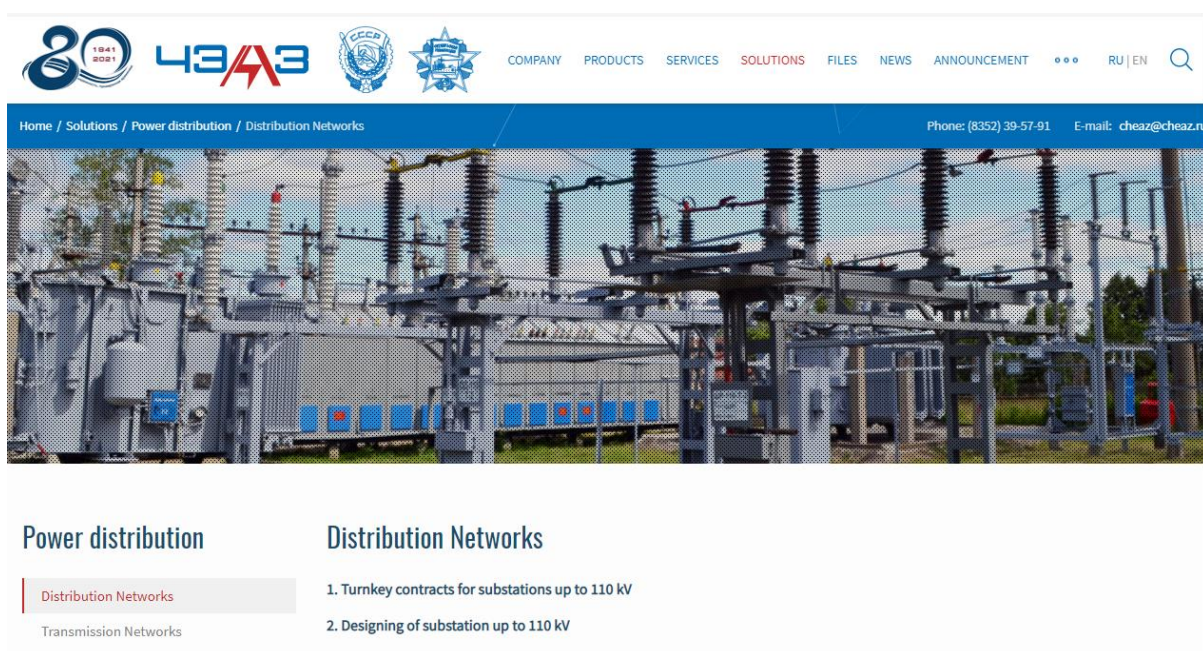 80
1941
2021
ЧЭАЗ
СССР
COMPANY PRODUCTS SERVICES SOLUTIONS FILES NEWS ANNOUNCEMENT RU | EN
Home / Solutions / Power distribution / Distribution Networks
Phone: (8352) 39-57-91 E-mail: cheaz@cheaz.ru
Power distribution
Distribution Networks
Transmission Networks
Distribution Networks
1. Turnkey contracts for substations up to 110 kV
2. Designing of substation up to 110 kV